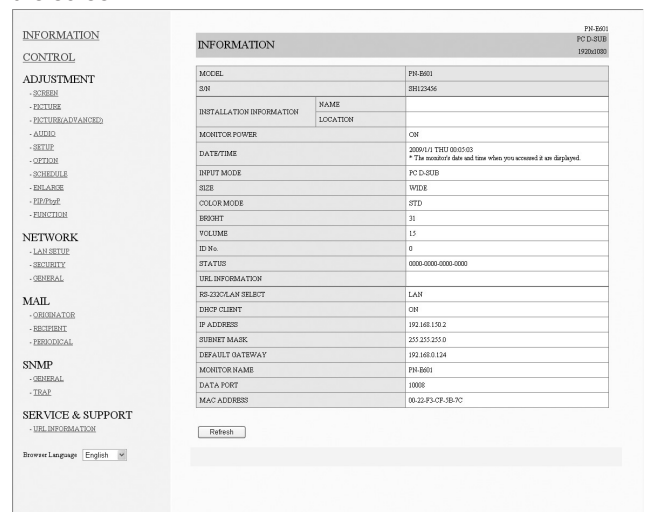 INFORMATION
CONTROL
ADJUSTMENT
- SCREEN
- PICTURE
- PICTURE(ADVANCED)
- AUDIO
- SETUP
- OPTION
- SCHEDULE
- ENLARGE
- PIP/PbyP
- FUNCTION
NETWORK
- LAN SETUP
- SECURITY
- GENERAL
MAIL
- ORIGINATOR
- RECIPIENT
- PERIODICAL
SNMP
- GENERAL
- TRAP
SERVICE & SUPPORT
- URL INFORMATION
Browser Language English
PN-E601
INFORMATION
PC D-SUB
1920x1080
MODEL PN-E601
S/N SH123456
INSTALLATION INFORMATION
NAME
LOCATION
MONITOR POWER ON
DATE/TIME
2009/1/1 THU 00:05:03
* The monitor's date and time when you accessed it are displayed.
INPUT MODE PC D-SUB
SIZE WIDE
COLOR MODE STD
BRIGHT 31
VOLUME 15
ID No. 0
STATUS 0000-0000-0000-0000
URL INFORMATION
RS-232C/LAN SELECT LAN
DHCP CLIENT ON
IP ADDRESS 192.168.150.2
SUBNET MASK 255.255.255.0
DEFAULT GATEWAY 192.168.0.124
MONITOR NAME PN-E601
DATA PORT 10008
MAC ADDRESS 00-22-F3-CF-5B-7C
Refresh